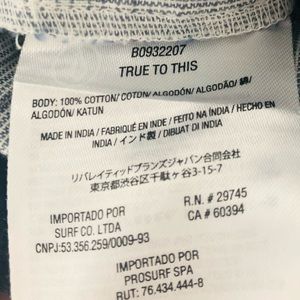 B0932207
TRUE TO THIS
BODY: 100% COTTON/ COTON/ ALGODÓN/ ALGODÃO/ 綿/
ALGODÓN/ KATUN
MADE IN INDIA / FABRIQUÉ EN INDE / FEITO NA ÍNDIA / HECHO EN
INDIA / インド製 / DIBUAT DI INDIA
リバレイティッドブランズジャパン合同会社
東京都渋谷区千駄ヶ谷3-15-7
IMPORTADO POR
SURF CO. LTDA
CNPJ:53.356.259/0009-93
R.N. # 29745
CA # 60394
IMPORTADO POR
PROSURF SPA
RUT: 76.434.444-8